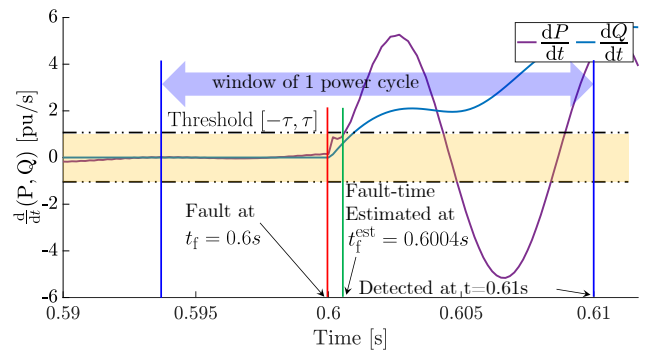 6
4
2
0
-2
-4
-6
d/dt (P, Q) [pu/s]
dP/dt dQ/dt
window of 1 power cycle
Threshold [−τ, τ]
Fault at
t_f = 0.6s
Fault-time
Estimated at
t_f^est = 0.6004s
Detected at t=0.61s
0.59 0.595 0.6 0.605 0.61
Time [s]